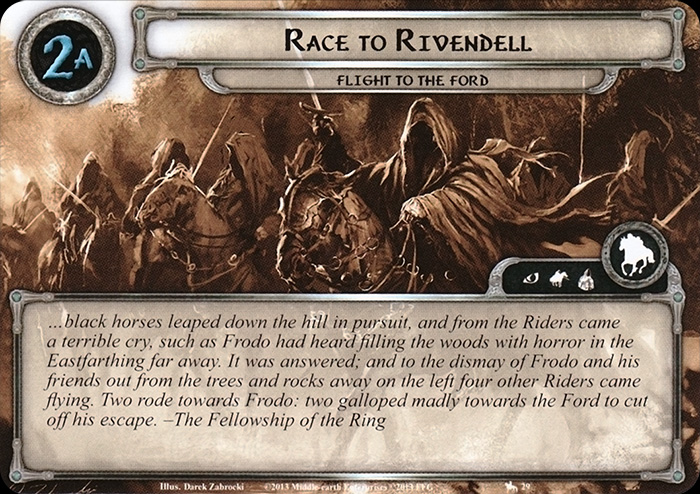 2A
RACE TO RIVENDELL
FLIGHT TO THE FORD
...black horses leaped down the hill in pursuit, and from the Riders came
a terrible cry, such as Frodo had heard filling the woods with horror in the
Eastfarthing far away. It was answered; and to the dismay of Frodo and his
friends out from the trees and rocks away on the left four other Riders came
flying. Two rode towards Frodo: two galloped madly towards the Ford to cut
off his escape. –The Fellowship of the Ring
Illus. Darek Zabrocki ©2013 Middle-earth Enterprises ©2013 FFG 29